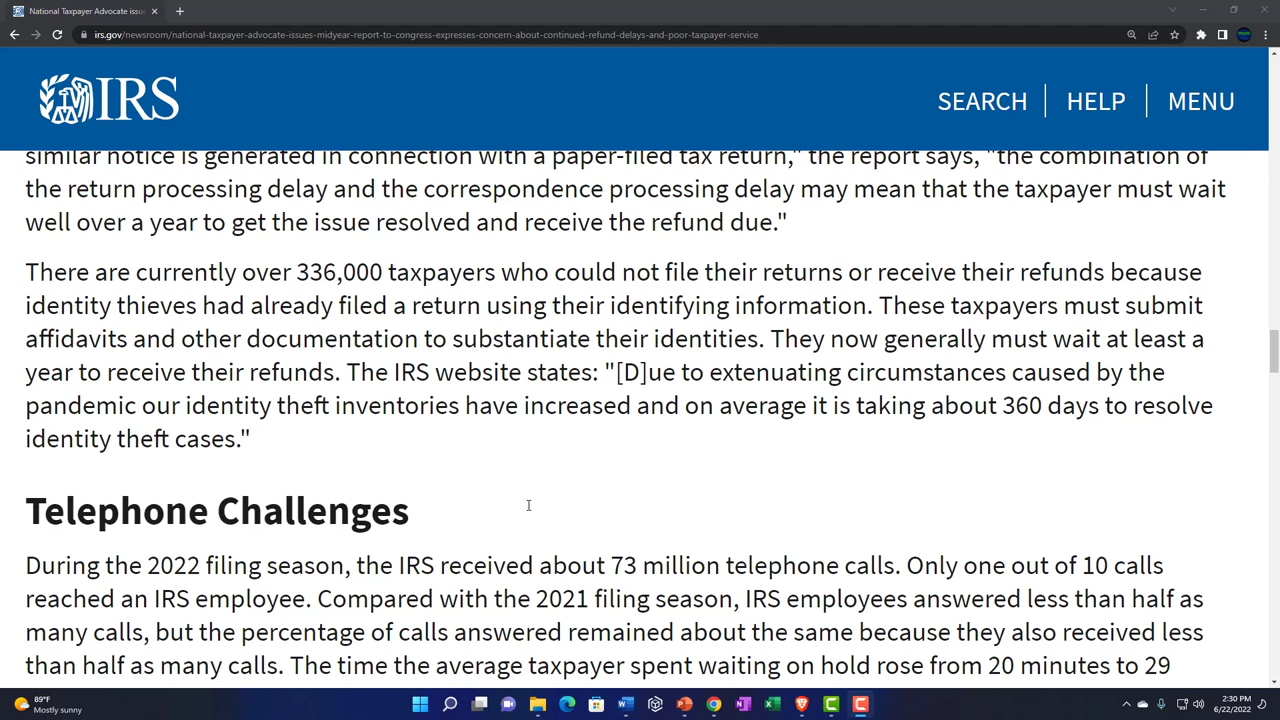 National Taxpayer Advocate issu
irs.gov/newsroom/national-taxpayer-advocate-issues-midyear-report-to-congress-expresses-concern-about-continued-refund-delays-and-poor-taxpayer-service
IRS
SEARCH
HELP
MENU
similar notice is generated in connection with a paper-filed tax return," the report says, "the combination of
the return processing delay and the correspondence processing delay may mean that the taxpayer must wait
well over a year to get the issue resolved and receive the refund due."
There are currently over 336,000 taxpayers who could not file their returns or receive their refunds because
identity thieves had already filed a return using their identifying information. These taxpayers must submit
affidavits and other documentation to substantiate their identities. They now generally must wait at least a
year to receive their refunds. The IRS website states: "[D]ue to extenuating circumstances caused by the
pandemic our identity theft inventories have increased and on average it is taking about 360 days to resolve
identity theft cases."
Telephone Challenges
During the 2022 filing season, the IRS received about 73 million telephone calls. Only one out of 10 calls
reached an IRS employee. Compared with the 2021 filing season, IRS employees answered less than half as
many calls, but the percentage of calls answered remained about the same because they also received less
than half as many calls. The time the average taxpayer spent waiting on hold rose from 20 minutes to 29
89°F
Mostly sunny
2:30 PM
6/22/2022